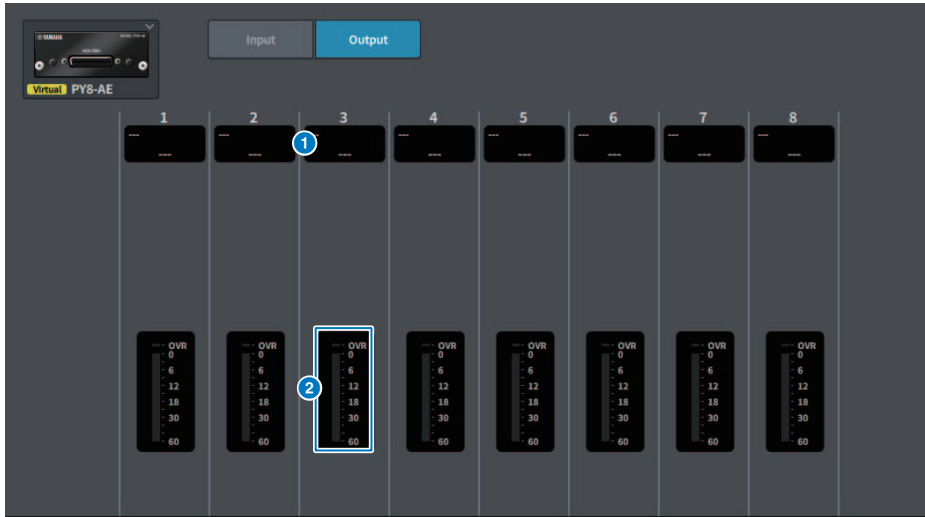 YAMAHA
Input
Output
Virtual PY8-AE
1 2 3 4 5 6 7 8
--- --- --- --- --- --- --- ---
1
--- --- --- --- --- --- --- ---
OVR OVR OVR OVR OVR OVR OVR OVR
0 0 0 0 0 0 0 0
6 6 6 6 6 6 6 6
12 12 12 12 12 12 12 12
2
18 18 18 18 18 18 18 18
30 30 30 30 30 30 30 30
60 60 60 60 60 60 60 60